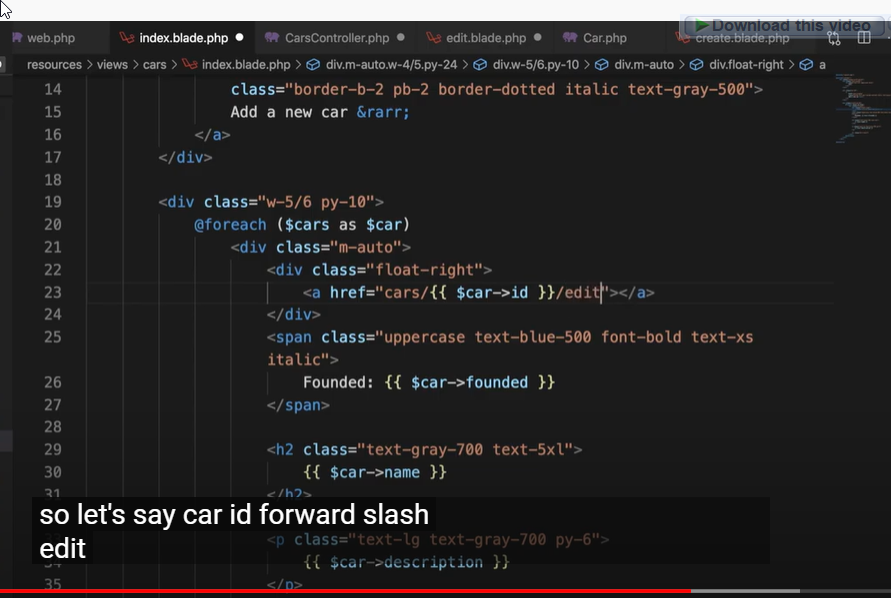 Download this video
web.php index.blade.php CarsController.php edit.blade.php Car.php create.blade.php
resources > views > cars > index.blade.php > div.m-auto.w-4/5.py-24 > div.w-5/6.py-10 > div.m-auto > div.float-right > a
14 class="border-b-2 pb-2 border-dotted italic text-gray-500">
15 Add a new car &rarr;
16 </a>
17 </div>
18
19 <div class="w-5/6 py-10">
20 @foreach ($cars as $car)
21 <div class="m-auto">
22 <div class="float-right">
23 <a href="cars/{{ $car->id }}/edit"></a>
24 </div>
25 <span class="uppercase text-blue-500 font-bold text-xs
italic">
26 Founded: {{ $car->founded }}
27 </span>
28
29 <h2 class="text-gray-700 text-5xl">
30 {{ $car->name }}
31 </h2>
so let's say car id forward slash
<p class="text-lg text-gray-700 py-6">
edit
34 {{ $car->description }}
35 </p>